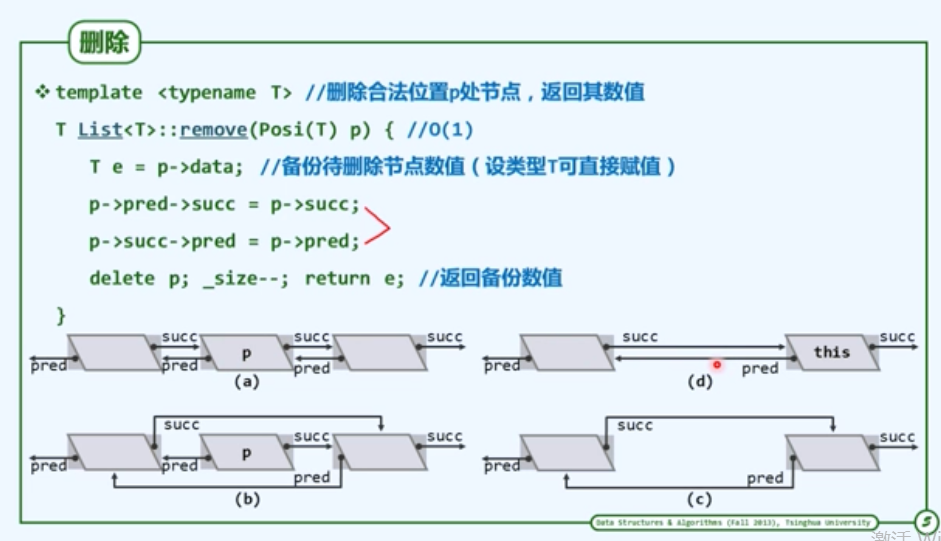 删除
❖ template <typename T> //删除合法位置p处节点，返回其数值
T List<T>::remove(Posi(T) p) { //O(1)
T e = p->data; //备份待删除节点数值（设类型T可直接赋值）
p->pred->succ = p->succ;
p->succ->pred = p->pred;
delete p; _size--; return e; //返回备份数值
}
succ succ succ succ succ
p this
pred pred pred pred pred
(a) (d)
succ succ succ succ succ
p
pred pred pred pred pred
(b) (c)
Data Structures & Algorithms (Fall 2013), Tsinghua University
5
激活 Wi